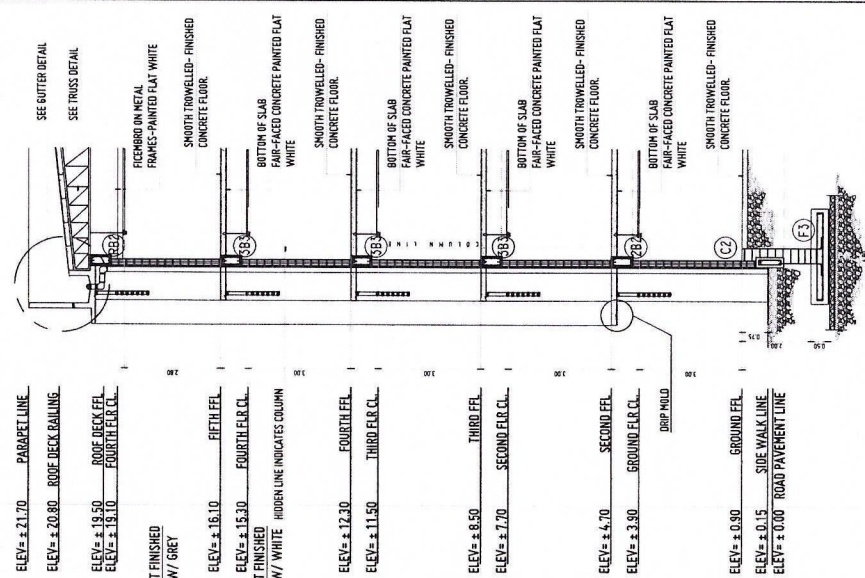 SEE GUTTER DETAIL
SEE TRUSS DETAIL
FICEMBRD ON METAL
FRAMES-PAINTED FLAT WHITE
SMOOTH TROWELLED- FINISHED
CONCRETE FLOOR.
BOTTOM OF SLAB
FAIR-FACED CONCRETE PAINTED FLAT
WHITE
SMOOTH TROWELLED- FINISHED
CONCRETE FLOOR.
BOTTOM OF SLAB
FAIR-FACED CONCRETE PAINTED FLAT
WHITE
SMOOTH TROWELLED- FINISHED
CONCRETE FLOOR.
BOTTOM OF SLAB
FAIR-FACED CONCRETE PAINTED FLAT
WHITE
SMOOTH TROWELLED- FINISHED
CONCRETE FLOOR.
BOTTOM OF SLAB
FAIR-FACED CONCRETE PAINTED FLAT
WHITE
SMOOTH TROWELLED- FINISHED
CONCRETE FLOOR.
RB2
3B3
2B2
C2
F3
COLUMN LINE
2.80
3.00
3.00
3.00
3.00
0.75
2.00
0.50
DRIP MOLD
ELEV= ± 21.70 PARAPET LINE
ELEV= ± 20.80 ROOF DECK RAILING
ELEV= ± 19.50 ROOF DECK FFL
ELEV= ± 19.10 FOURTH FLR CL.
T FINISHED
W/ GREY
ELEV= ± 16.10 FIFTH FFL
ELEV= ± 15.30 FOURTH FLR CL.
T FINISHED
W/ WHITE
HIDDEN LINE INDICATES COLUMN
ELEV= ± 12.30 FOURTH FFL
ELEV= ± 11.50 THIRD FLR CL.
ELEV= ± 8.50 THIRD FFL
ELEV= ± 7.70 SECOND FLR CL.
ELEV= ± 4.70 SECOND FFL
ELEV= ± 3.90 GROUND FLR CL.
ELEV= ± 0.90 GROUND FFL
ELEV= ± 0.15 SIDE WALK LINE
ELEV= ± 0.00 ROAD PAVEMENT LINE